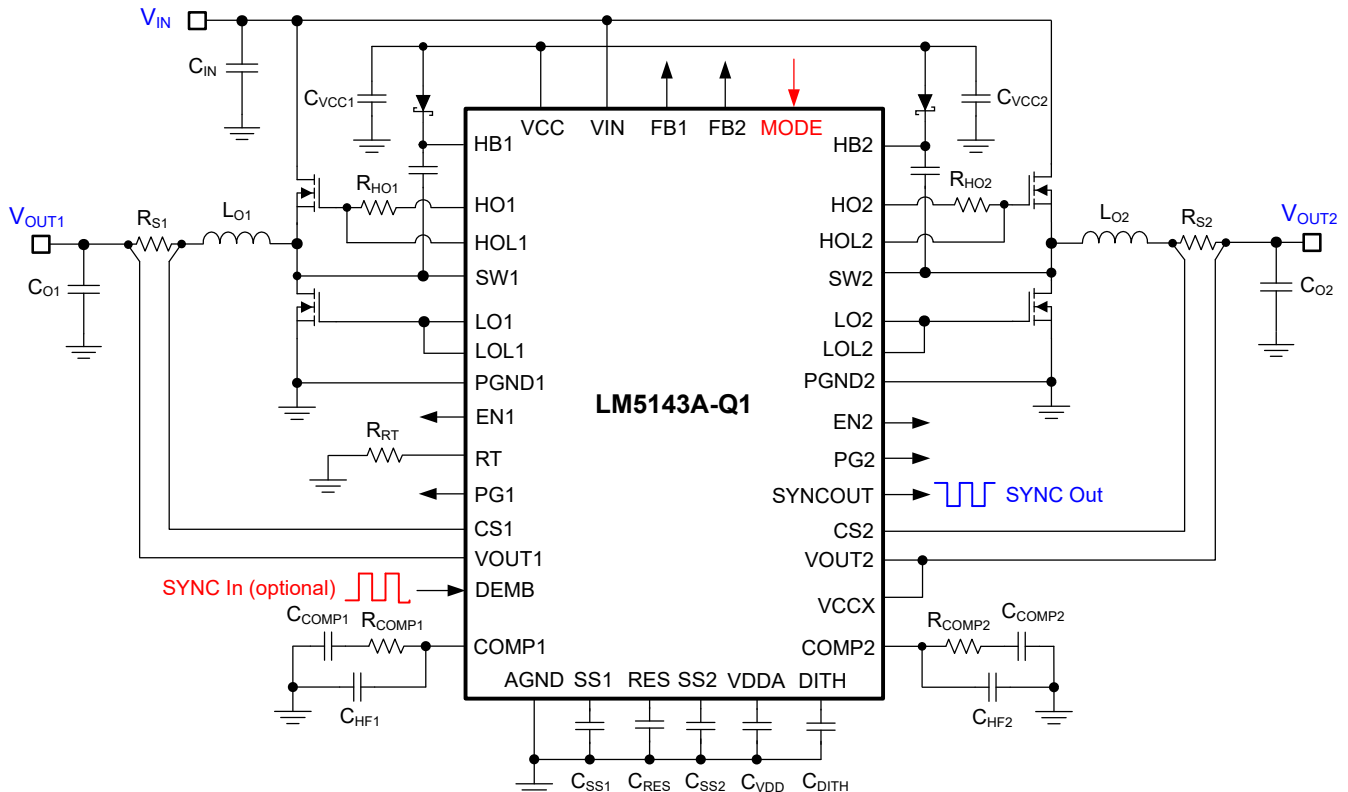 VIN
CIN
CVCC1
CVCC2
VCC VIN FB1 FB2 MODE
HB1
HB2
RHO1
HO1
HOL1
RHO2
HO2
HOL2
VOUT1
RS1
LO1
LO2
RS2
VOUT2
CO1
SW1
SW2
CO2
LO1
LOL1
LO2
LOL2
PGND1
PGND2
LM5143A-Q1
EN1
EN2
RRT
RT
PG2
PG1
SYNCOUT
SYNC Out
CS1
CS2
VOUT1
VOUT2
SYNC In (optional)
DEMB
VCCX
CCOMP1
RCOMP1
COMP1
RCOMP2
CCOMP2
COMP2
CHF1
CHF2
AGND SS1 RES SS2 VDDA DITH
CSS1 CRES CSS2 CVDD CDITH